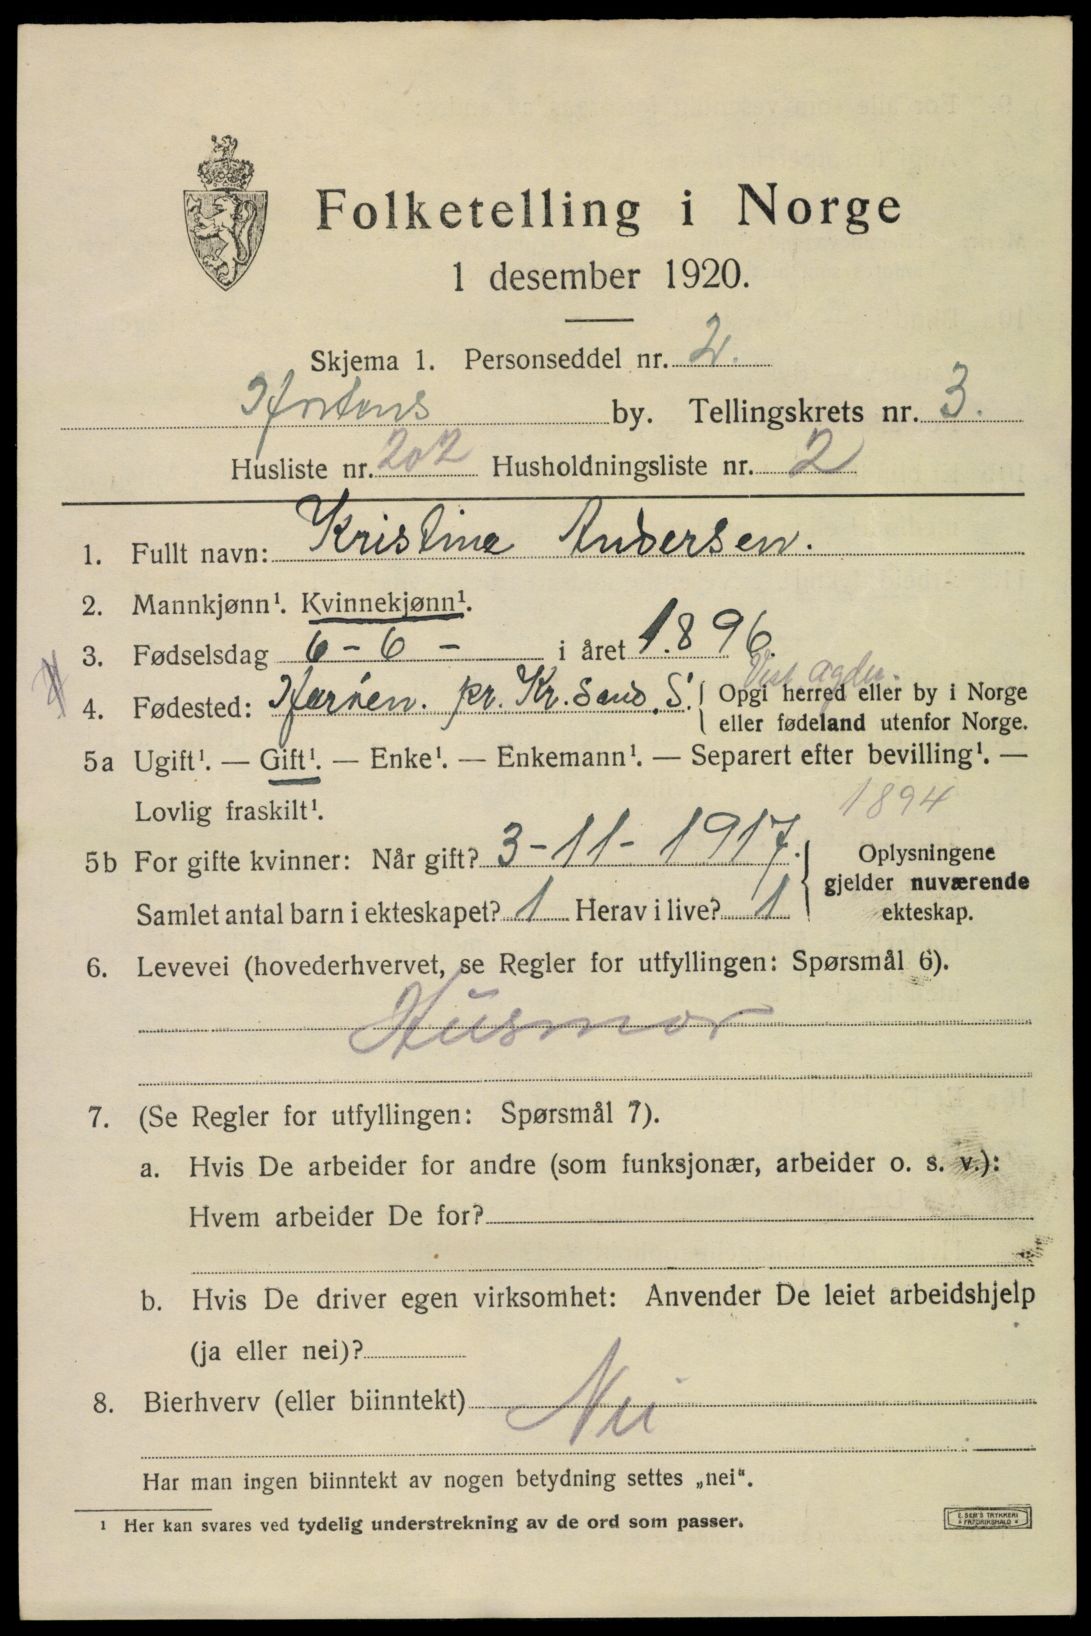 Folketelling i Norge
1 desember 1920.
Skjema 1. Personseddel nr. 2.
Hortens by. Tellingskrets nr. 3.
Husliste nr. 202 Husholdningsliste nr. 2
1. Fullt navn: Kristine Andersen.
2. Mannkjønn¹. Kvinnekjønn¹.
3. Fødselsdag 6 - 6 - i året 1896.
Vest agder.
4. Fødested: pr. Kr.sand. S. Opgi herred eller by i Norge
eller fødeland utenfor Norge.
5a Ugift¹. — Gift¹. — Enke¹. — Enkemann¹. — Separert efter bevilling¹. —
Lovlig fraskilt¹.
1894
5b For gifte kvinner: Når gift? 3-11-1917. Oplysningene
gjelder nuværende
ekteskap.
Samlet antal barn i ekteskapet? 1 Herav i live? 1
6. Levevei (hovederhvervet, se Regler for utfyllingen: Spørsmål 6).
Husmor
7. (Se Regler for utfyllingen: Spørsmål 7).
a. Hvis De arbeider for andre (som funksjonær, arbeider o. s. v.):
Hvem arbeider De for?
b. Hvis De driver egen virksomhet: Anvender De leiet arbeidshjelp
(ja eller nei)?
8. Bierhverv (eller biinntekt) Nei
Har man ingen biinntekt av nogen betydning settes „nei“.
¹ Her kan svares ved tydelig understrekning av de ord som passer.
E. SEM'S TRYKKERI
FREDRIKSHALD